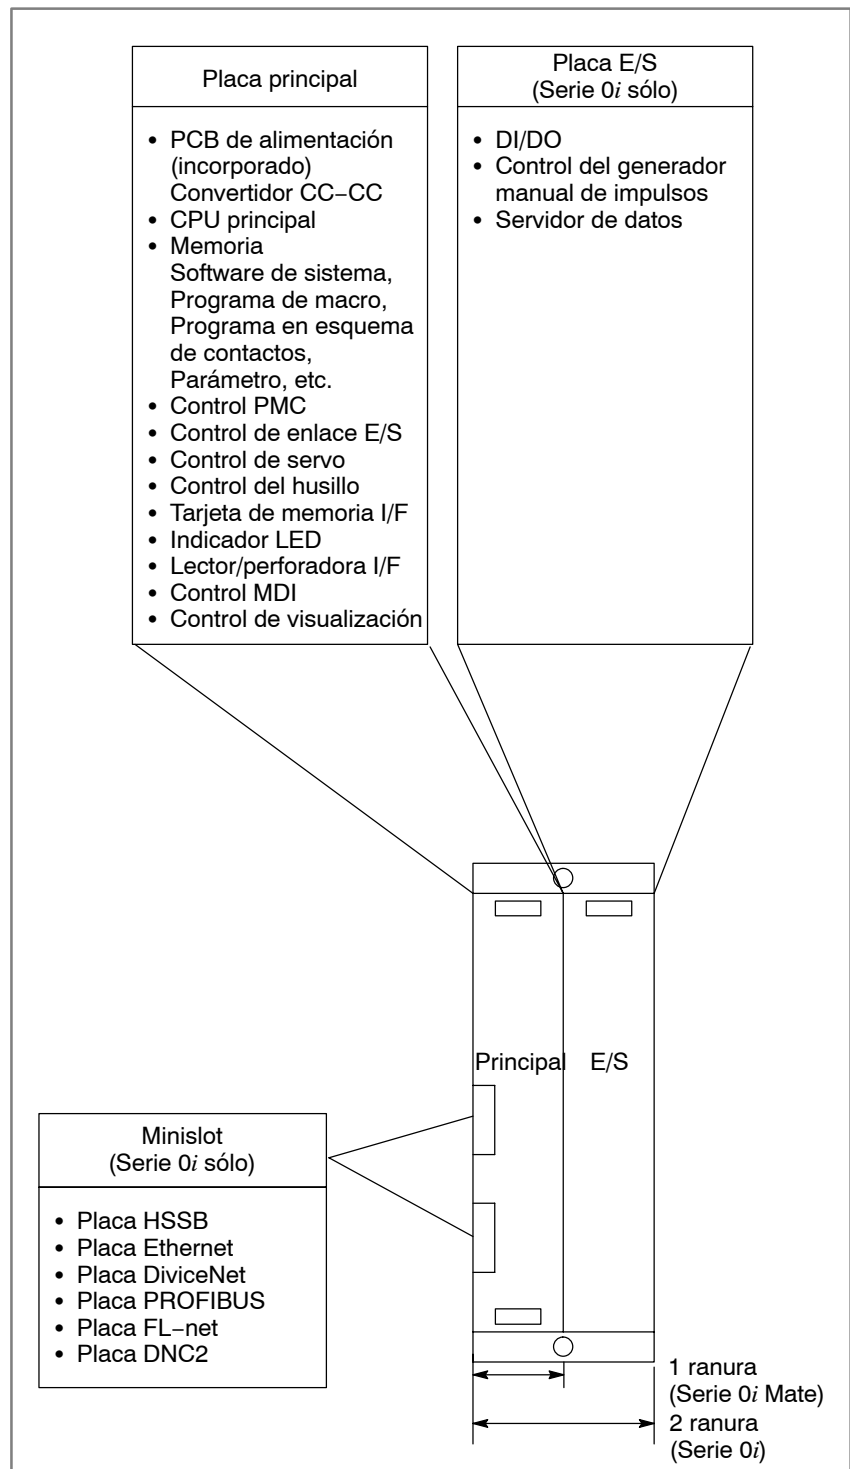 Placa principal
• PCB de alimentación
(incorporado)
Convertidor CC–CC
• CPU principal
• Memoria
Software de sistema,
Programa de macro,
Programa en esquema
de contactos,
Parámetro, etc.
• Control PMC
• Control de enlace E/S
• Control de servo
• Control del husillo
• Tarjeta de memoria I/F
• Indicador LED
• Lector/perforadora I/F
• Control MDI
• Control de visualización
Placa E/S
(Serie 0i sólo)
• DI/DO
• Control del generador
manual de impulsos
• Servidor de datos
Principal
E/S
Minislot
(Serie 0i sólo)
• Placa HSSB
• Placa Ethernet
• Placa DiviceNet
• Placa PROFIBUS
• Placa FL–net
• Placa DNC2
1 ranura
(Serie 0i Mate)
2 ranura
(Serie 0i)